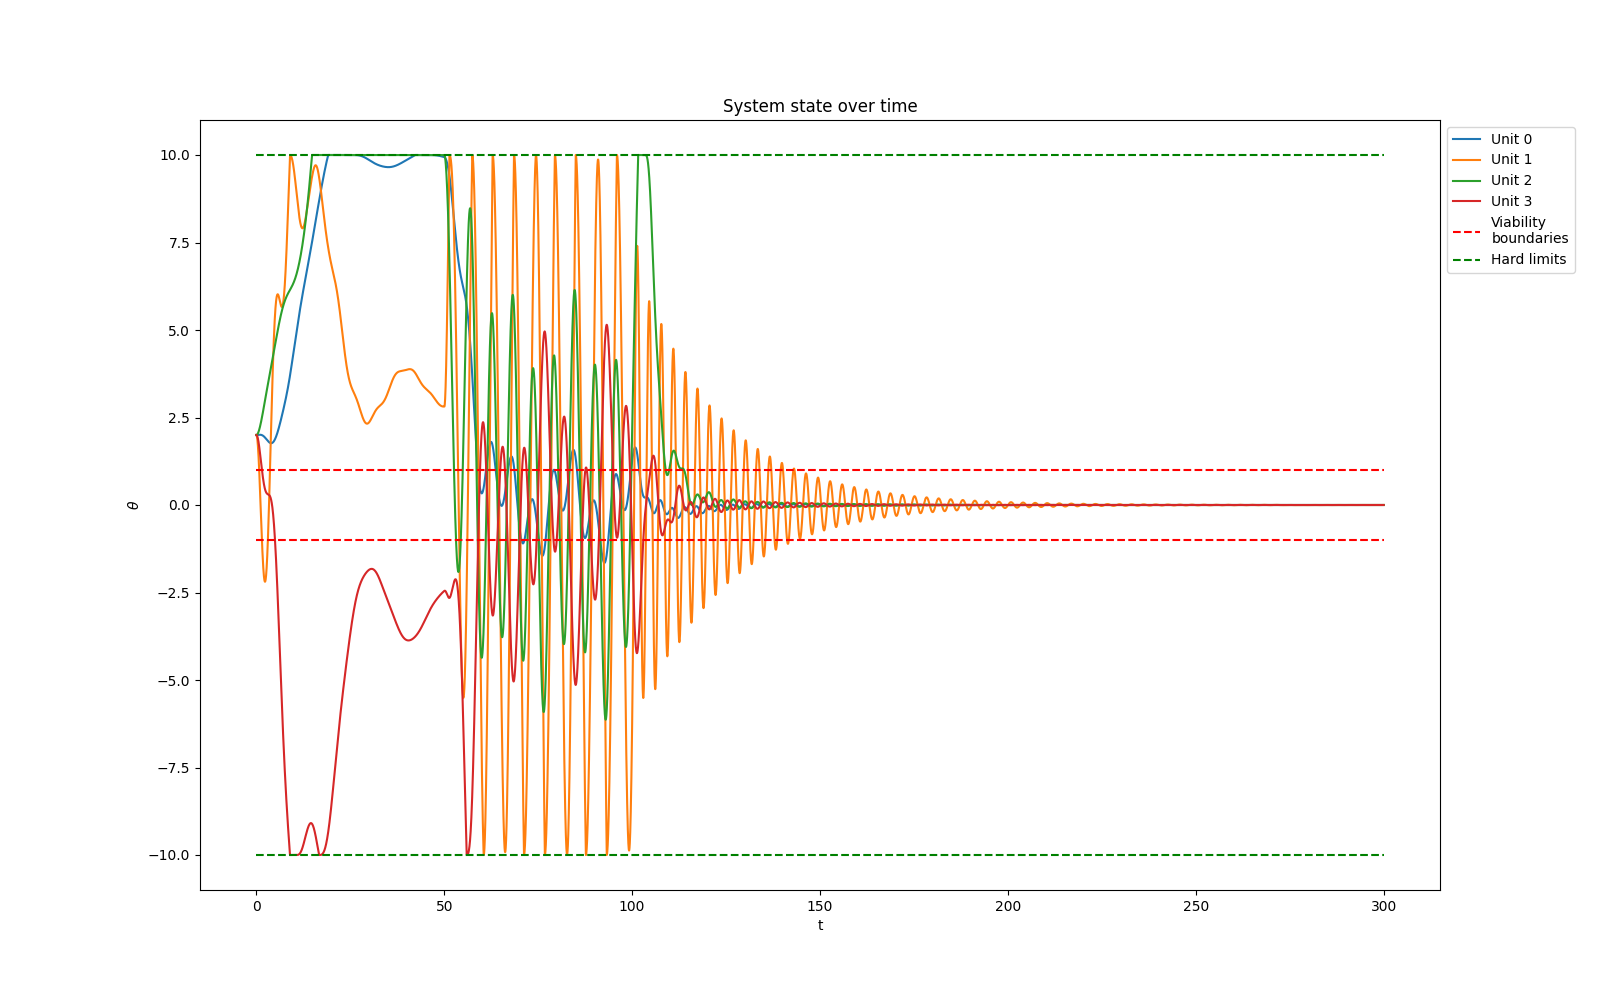 System state over time
10.0
7.5
5.0
2.5
0.0
−2.5
−5.0
−7.5
−10.0
θ
0
50
100
150
200
250
300
t
Unit 0
Unit 1
Unit 2
Unit 3
Viability
boundaries
Hard limits